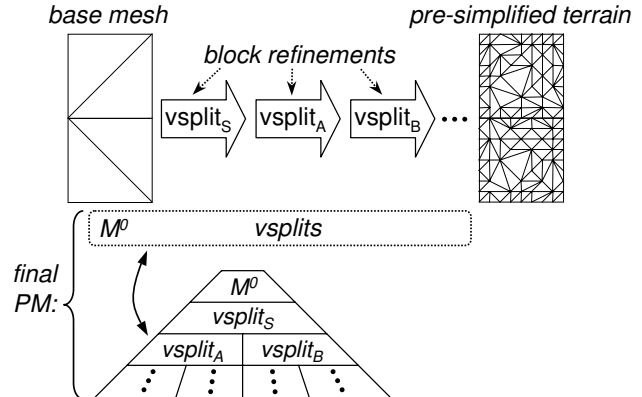 base mesh
pre-simplified terrain
block refinements
vsplitS
vsplitA
vsplitB
M0
vsplits
final
PM:
M0
vsplitS
vsplitA
vsplitB